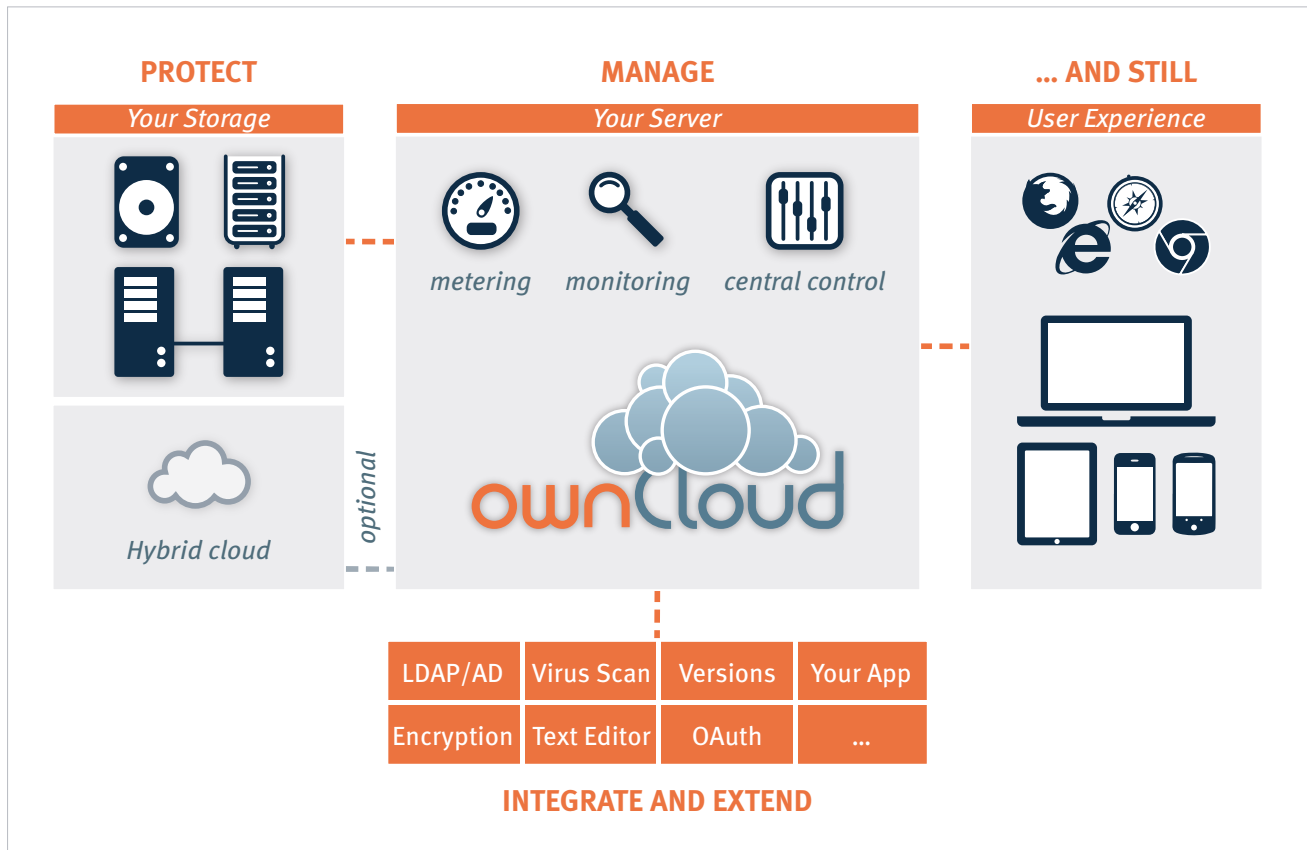 PROTECT
MANAGE
... AND STILL
Your Storage
Your Server
User Experience
metering
monitoring
central control
optional
Hybrid cloud
ownCloud
LDAP/AD
Virus Scan
Versions
Your App
Encryption
Text Editor
OAuth
...
INTEGRATE AND EXTEND